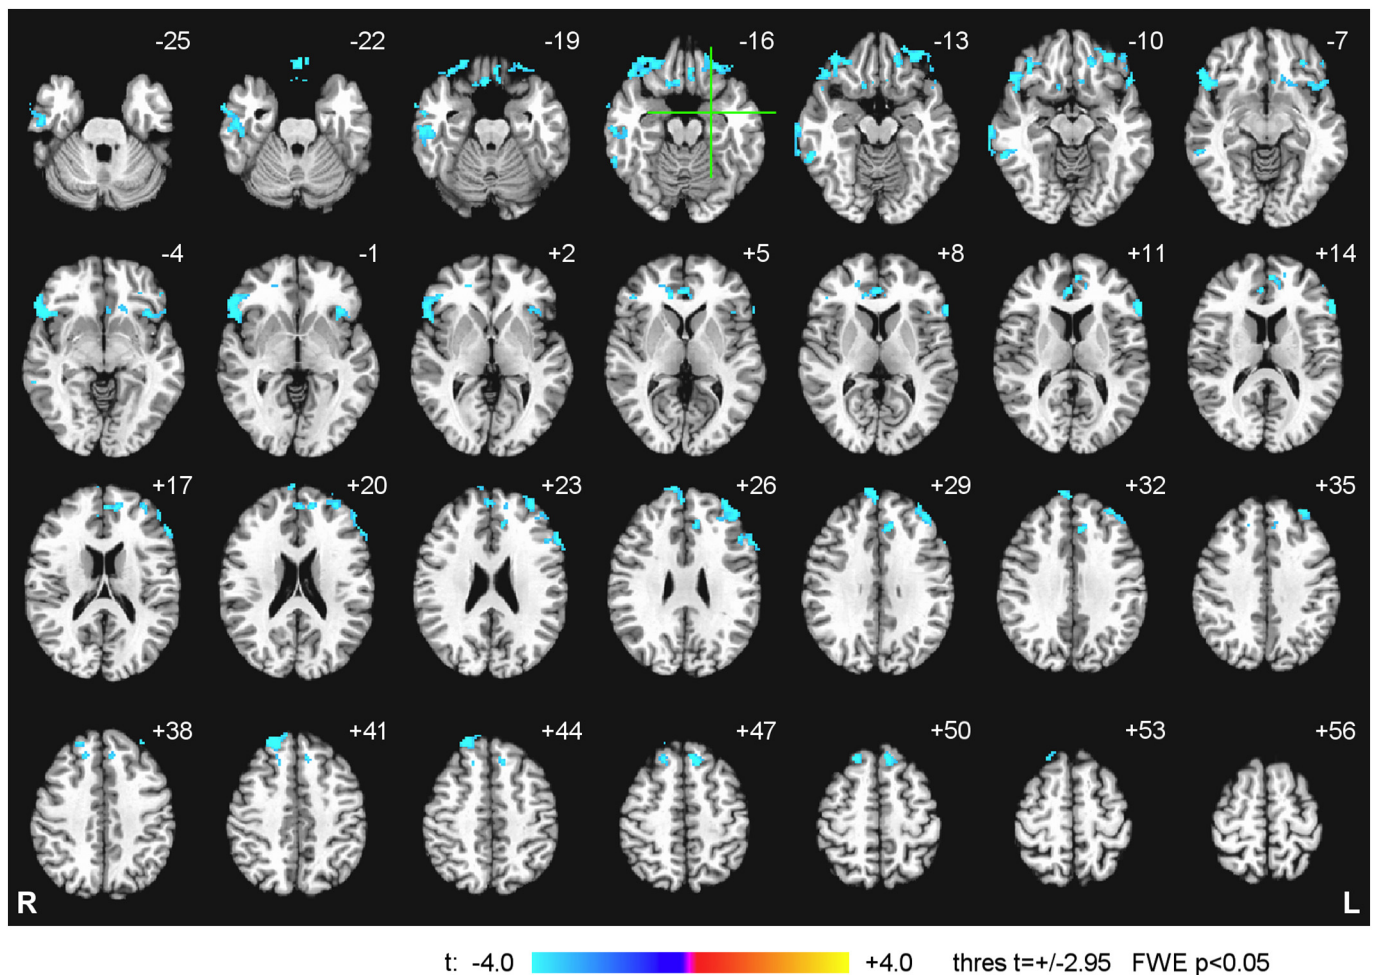 -25 -22 -19 -16 -13 -10 -7
-4 -1 +2 +5 +8 +11 +14
+17 +20 +23 +26 +29 +32 +35
+38 +41 +44 +47 +50 +53 +56
R L
t: -4.0 +4.0 thres t=+/-2.95 FWE p<0.05